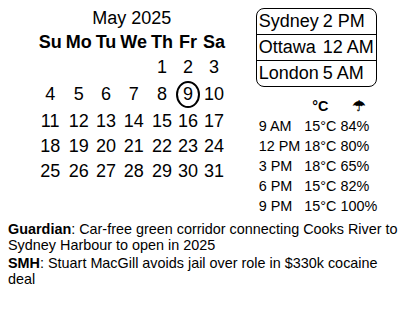 May 2025
Su Mo Tu We Th Fr Sa
1 2 3
4 5 6 7 8 9 10
11 12 13 14 15 16 17
18 19 20 21 22 23 24
25 26 27 28 29 30 31
Sydney 2 PM
Ottawa 12 AM
London 5 AM
°C ☂
9 AM 15°C 84%
12 PM 18°C 80%
3 PM 18°C 65%
6 PM 15°C 82%
9 PM 15°C 100%
Guardian: Car-free green corridor connecting Cooks River to
Sydney Harbour to open in 2025
SMH: Stuart MacGill avoids jail over role in $330k cocaine
deal